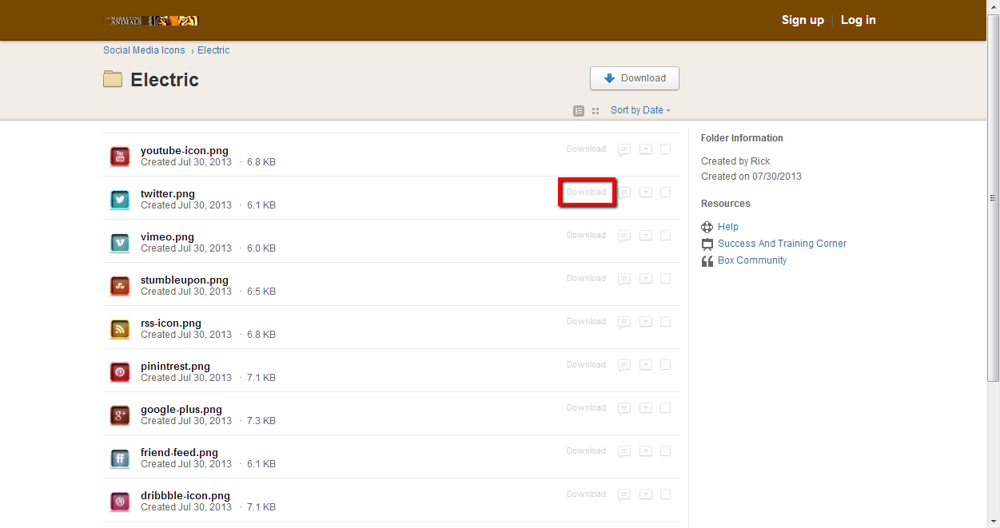 THE MARKETING
ANIMALS
Sign up
Log in
Social Media Icons › Electric
Electric
Download
Sort by Date
youtube-icon.png
Download
Created Jul 30, 2013 · 6.8 KB
twitter.png
Download
Created Jul 30, 2013 · 6.1 KB
vimeo.png
Download
Created Jul 30, 2013 · 6.0 KB
stumbleupon.png
Download
Created Jul 30, 2013 · 6.5 KB
rss-icon.png
Download
Created Jul 30, 2013 · 6.8 KB
pinintrest.png
Download
Created Jul 30, 2013 · 7.1 KB
google-plus.png
Download
Created Jul 30, 2013 · 7.3 KB
friend-feed.png
Download
Created Jul 30, 2013 · 6.1 KB
dribbble-icon.png
Download
Created Jul 30, 2013 · 7.1 KB
Folder Information
Created by Rick
Created on 07/30/2013
Resources
Help
Success And Training Corner
Box Community